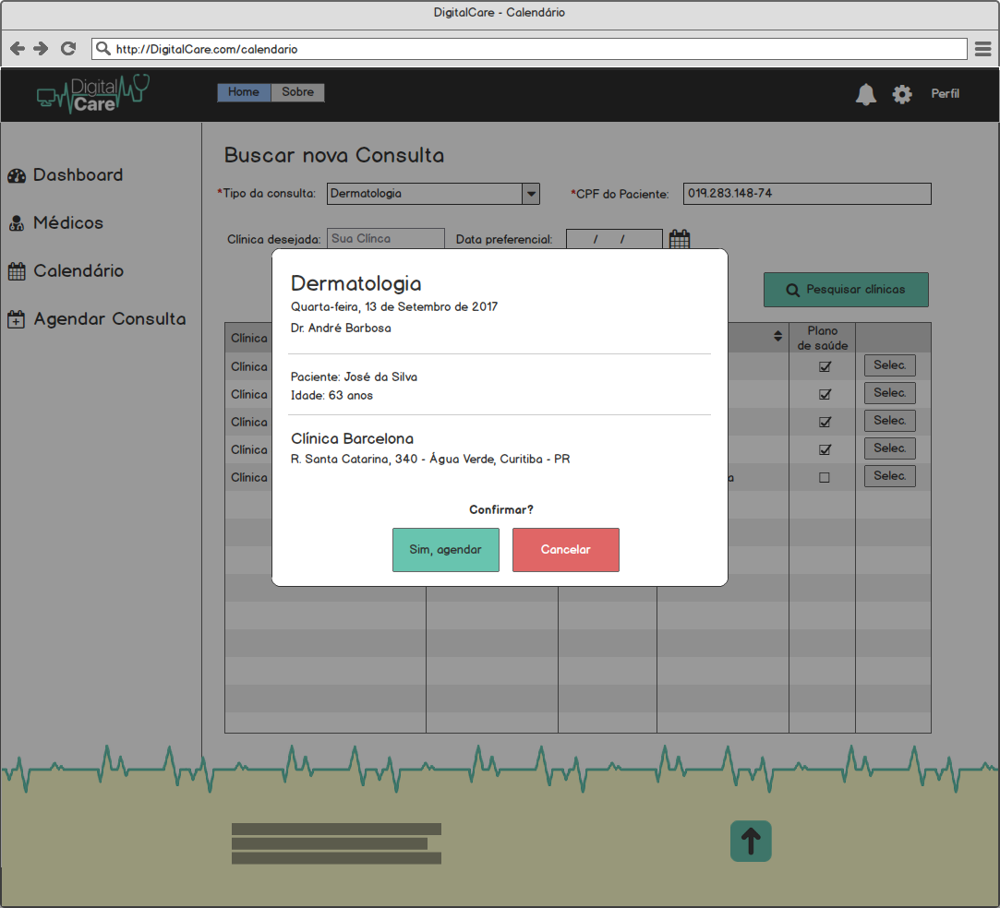 DigitalCare - Calendário
http://DigitalCare.com/calendario
Digital
Care
Home
Sobre
Perfil
Dashboard
Médicos
Calendário
Agendar Consulta
Buscar nova Consulta
*Tipo da consulta:
Dermatologia
*CPF do Paciente:
019.283.148-74
Clínica desejada:
Sua Clínca
Data preferencial:
/ /
Pesquisar clínicas
Clínica
Plano
de saúde
Clínica
Selec.
Clínica
Selec.
Clínica
Selec.
Clínica
Selec.
Clínica
a
Selec.
Dermatologia
Quarta-feira, 13 de Setembro de 2017
Dr. André Barbosa
Paciente: José da Silva
Idade: 63 anos
Clínica Barcelona
R. Santa Catarina, 340 - Água Verde, Curitiba - PR
Confirmar?
Sim, agendar
Cancelar